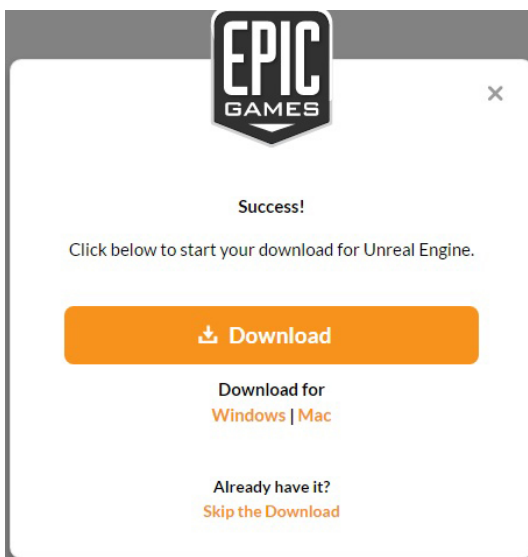 EPIC
GAMES
Success!
Click below to start your download for Unreal Engine.
Download
Download for
Windows | Mac
Already have it?
Skip the Download